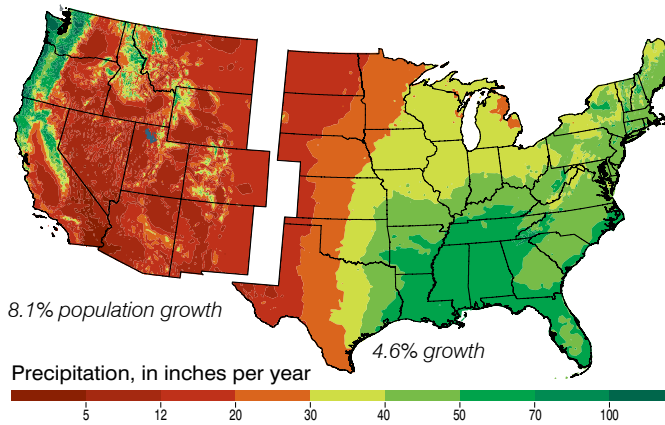 8.1% population growth
4.6% growth
Precipitation, in inches per year
5 12 20 30 40 50 70 100